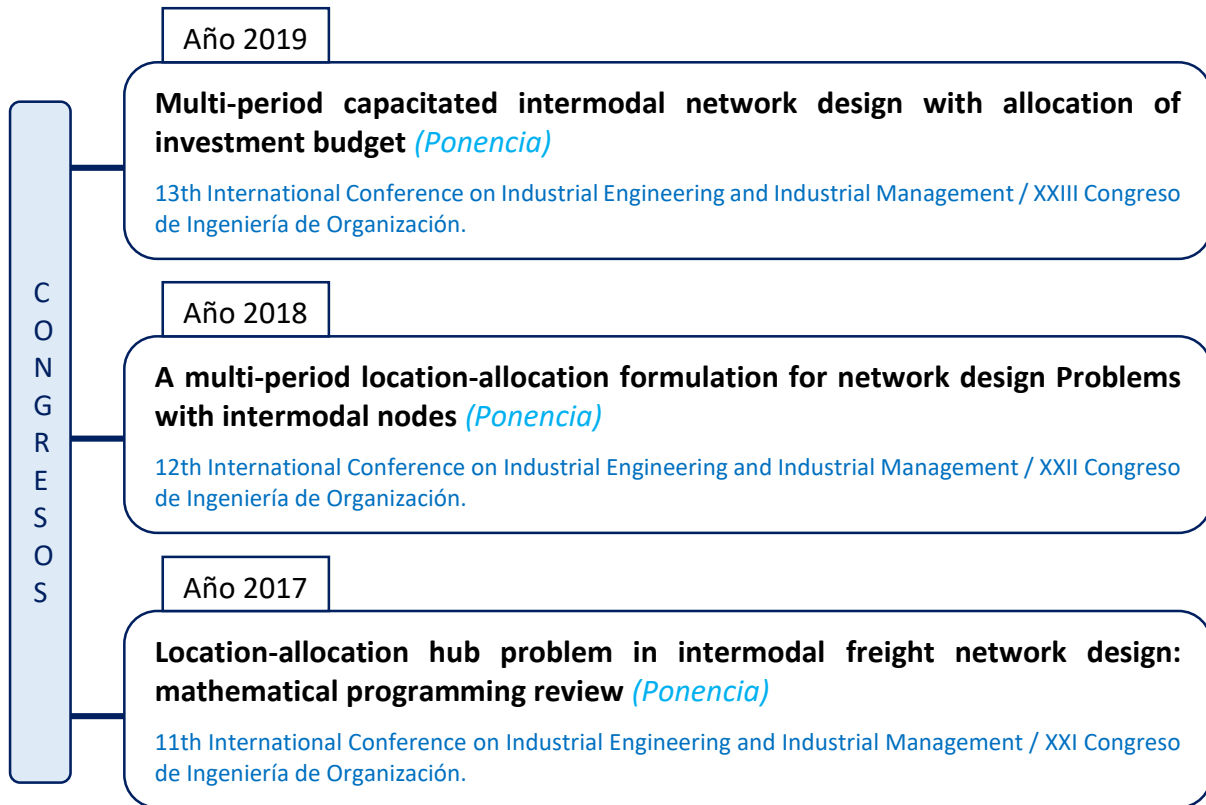 Año 2019
Multi-period capacitated intermodal network design with allocation of
investment budget (Ponencia)
13th International Conference on Industrial Engineering and Industrial Management / XXIII Congreso
de Ingeniería de Organización.
C
O
N
G
R
E
S
O
S
Año 2018
A multi-period location-allocation formulation for network design Problems
with intermodal nodes (Ponencia)
12th International Conference on Industrial Engineering and Industrial Management / XXII Congreso
de Ingeniería de Organización.
Año 2017
Location-allocation hub problem in intermodal freight network design:
mathematical programming review (Ponencia)
11th International Conference on Industrial Engineering and Industrial Management / XXI Congreso
de Ingeniería de Organización.